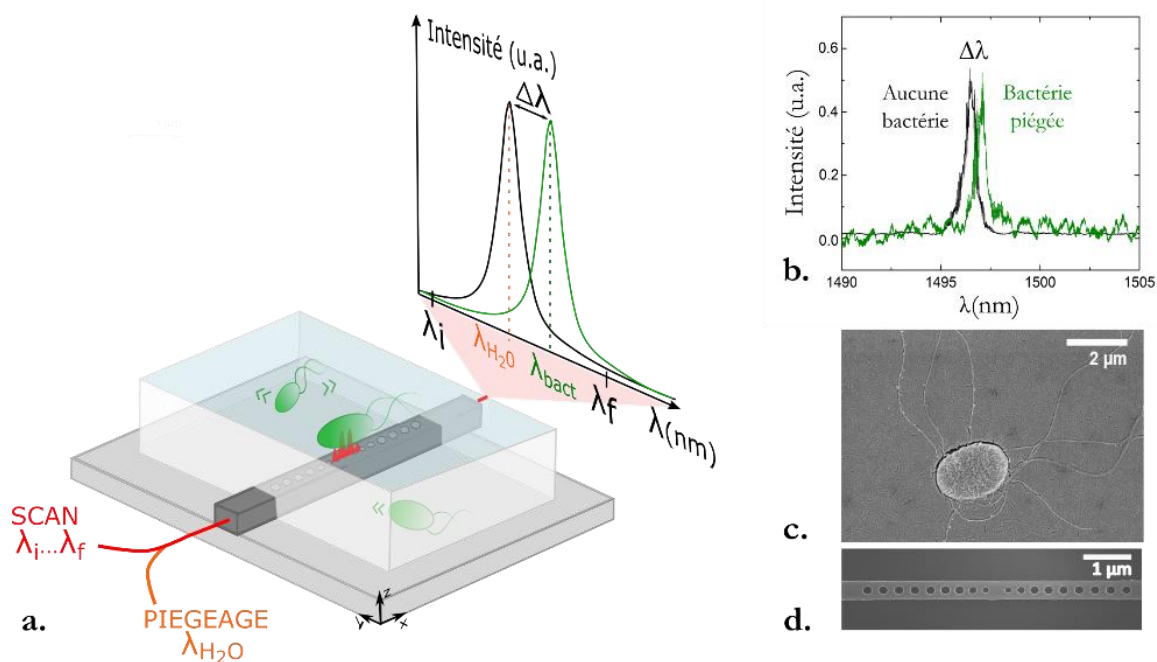 Intensité (u.a.)
Δλ
λi
λH₂O
λbact
λf
λ(nm)
SCAN
λi...λf
PIEGEAGE
λH₂O
z
y
x
a.
Intensité (u.a.)
0.6
0.4
0.2
0.0
Δλ
Aucune
bactérie
Bactérie
piégée
1490
1495
1500
1505
λ(nm)
b.
2 µm
c.
1 µm
d.